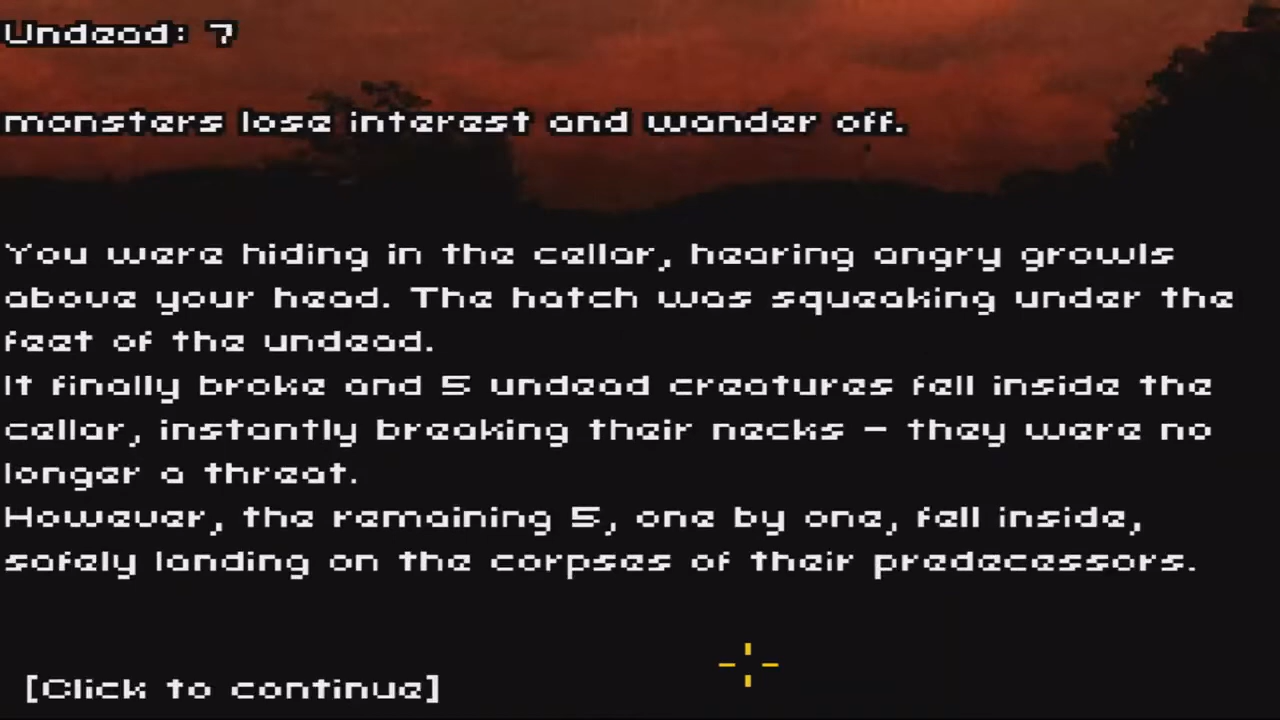 Undead: 7
monsters lose interest and wander off.
You were hiding in the cellar, hearing angry growls
above your head. The hatch was squeaking under the
feet of the undead.
It finally broke and 5 undead creatures fell inside the
cellar, instantly breaking their necks - they were no
longer a threat.
However, the remaining 5, one by one, fell inside,
safely landing on the corpses of their predecessors.
[Click to continue]